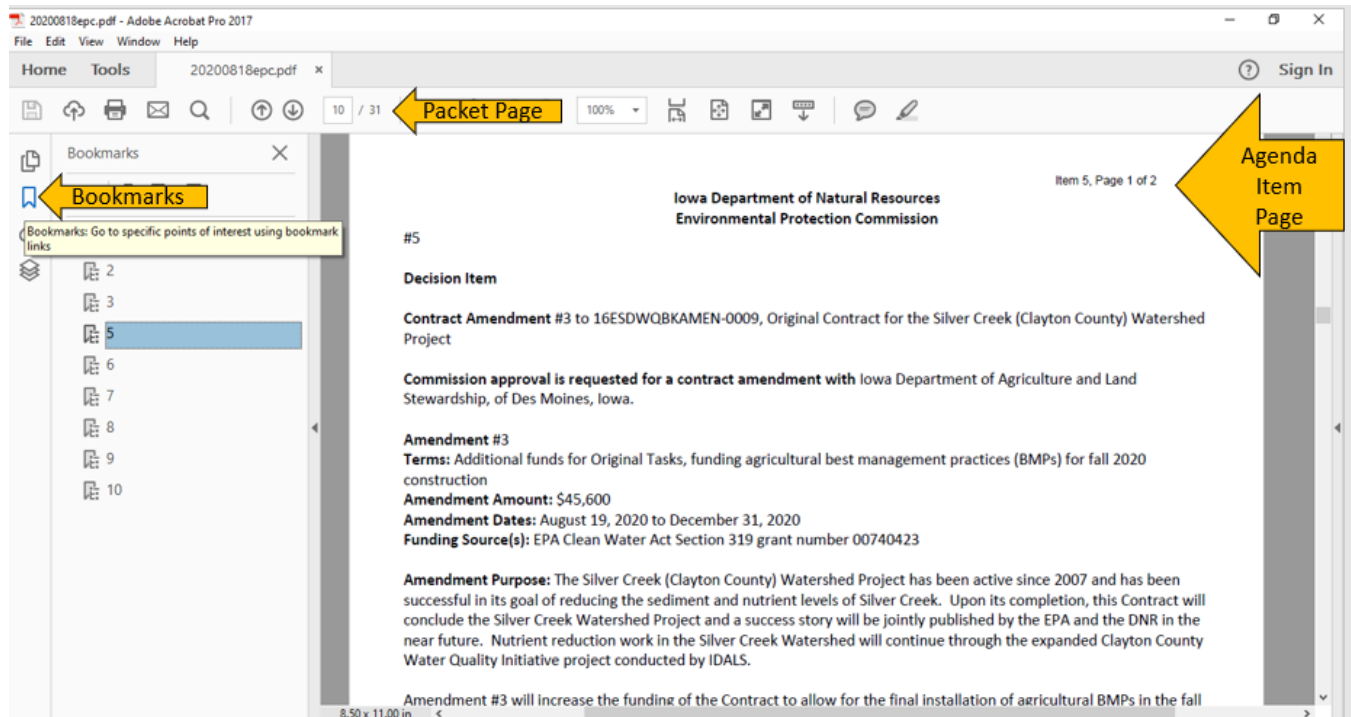 20200818epc.pdf - Adobe Acrobat Pro 2017
File Edit View Window Help
Home Tools 20200818epc.pdf × Sign In
10 / 31 Packet Page 100%
Bookmarks
Bookmarks
Bookmarks: Go to specific points of interest using bookmark
links
2
3
5
6
7
8
9
10
Agenda
Item
Page
Item 5, Page 1 of 2
Iowa Department of Natural Resources
Environmental Protection Commission
#5
Decision Item
Contract Amendment #3 to 16ESDWQBKAMEN-0009, Original Contract for the Silver Creek (Clayton County) Watershed
Project
Commission approval is requested for a contract amendment with Iowa Department of Agriculture and Land
Stewardship, of Des Moines, Iowa.
Amendment #3
Terms: Additional funds for Original Tasks, funding agricultural best management practices (BMPs) for fall 2020
construction
Amendment Amount: $45,600
Amendment Dates: August 19, 2020 to December 31, 2020
Funding Source(s): EPA Clean Water Act Section 319 grant number 00740423
Amendment Purpose: The Silver Creek (Clayton County) Watershed Project has been active since 2007 and has been
successful in its goal of reducing the sediment and nutrient levels of Silver Creek. Upon its completion, this Contract will
conclude the Silver Creek Watershed Project and a success story will be jointly published by the EPA and the DNR in the
near future. Nutrient reduction work in the Silver Creek Watershed will continue through the expanded Clayton County
Water Quality Initiative project conducted by IDALS.
Amendment #3 will increase the funding of the Contract to allow for the final installation of agricultural BMPs in the fall
8.50 x 11.00 in